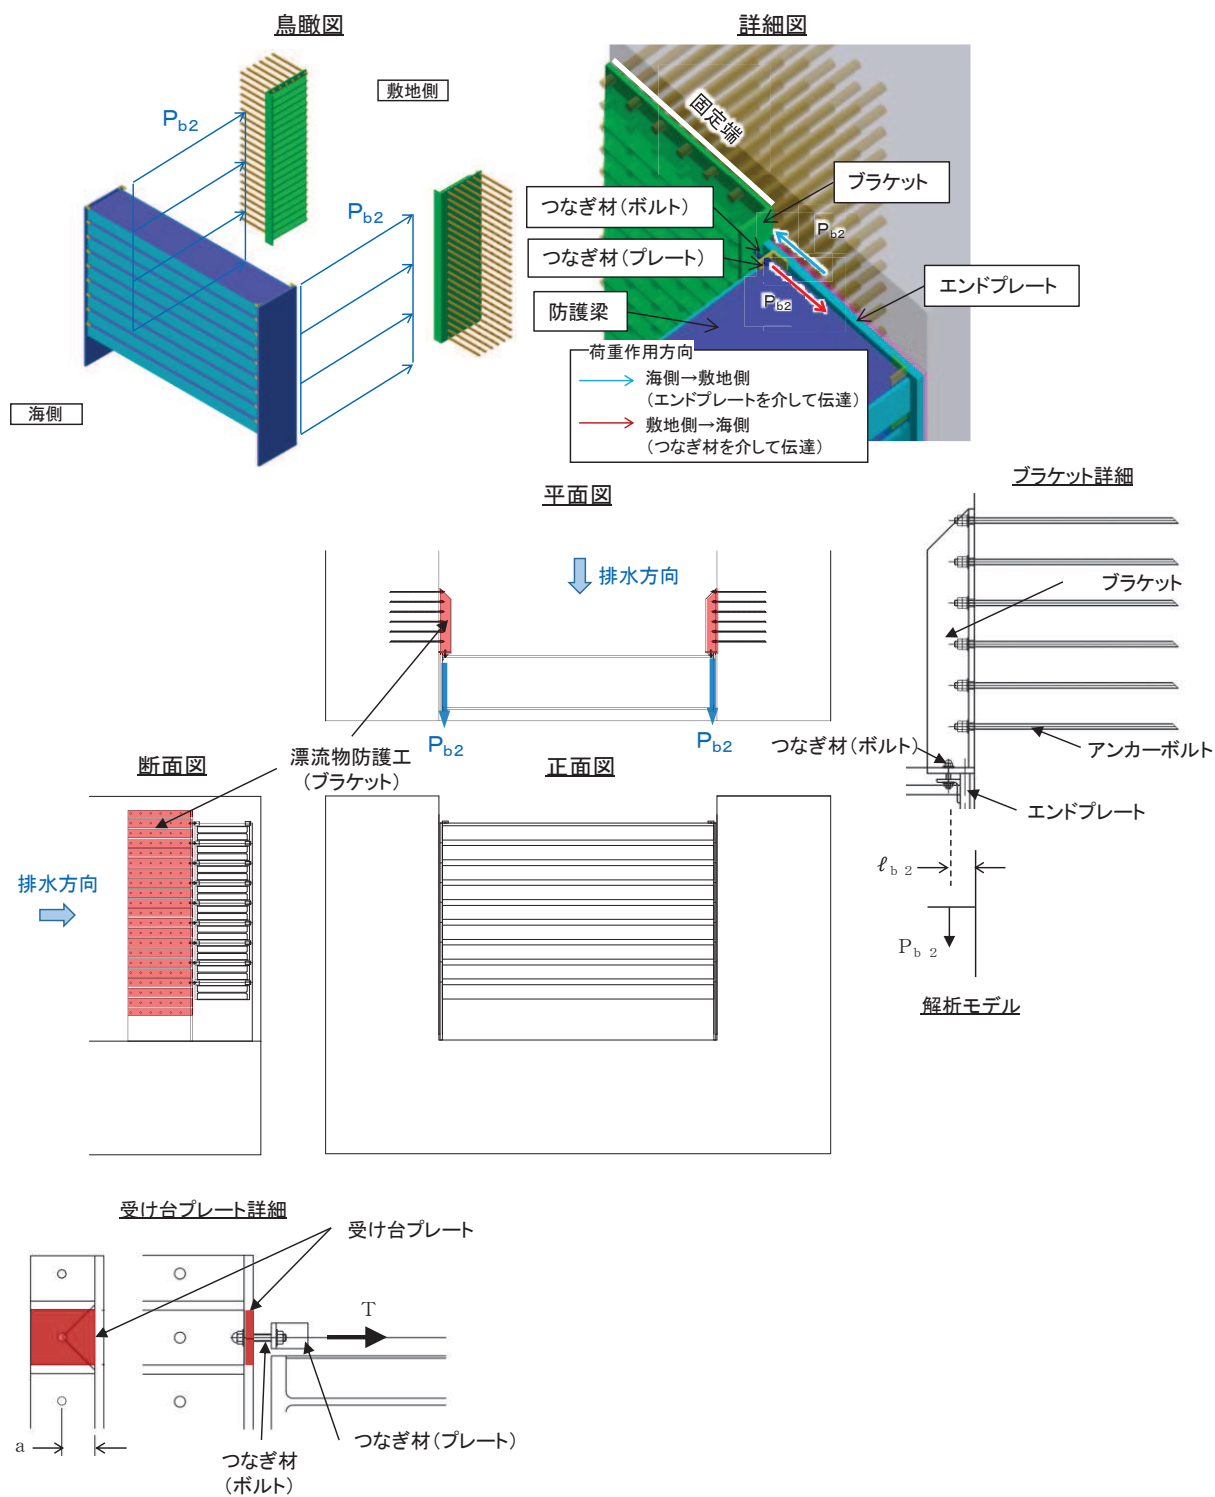 鳥瞰図
敷地側
Pb2
Pb2
海側
詳細図
固定端
ブラケット
つなぎ材(ボルト)
Pb2
つなぎ材(プレート)
エンドプレート
Pb2
防護梁
荷重作用方向
海側→敷地側
(エンドプレートを介して伝達)
敷地側→海側
(つなぎ材を介して伝達)
平面図
排水方向
Pb2
Pb2
漂流物防護工
(ブラケット)
ブラケット詳細
ブラケット
つなぎ材(ボルト)
アンカーボルト
エンドプレート
ℓb2
Pb2
解析モデル
断面図
排水方向
正面図
受け台プレート詳細
受け台プレート
T
a
つなぎ材
(ボルト)
つなぎ材(プレート)